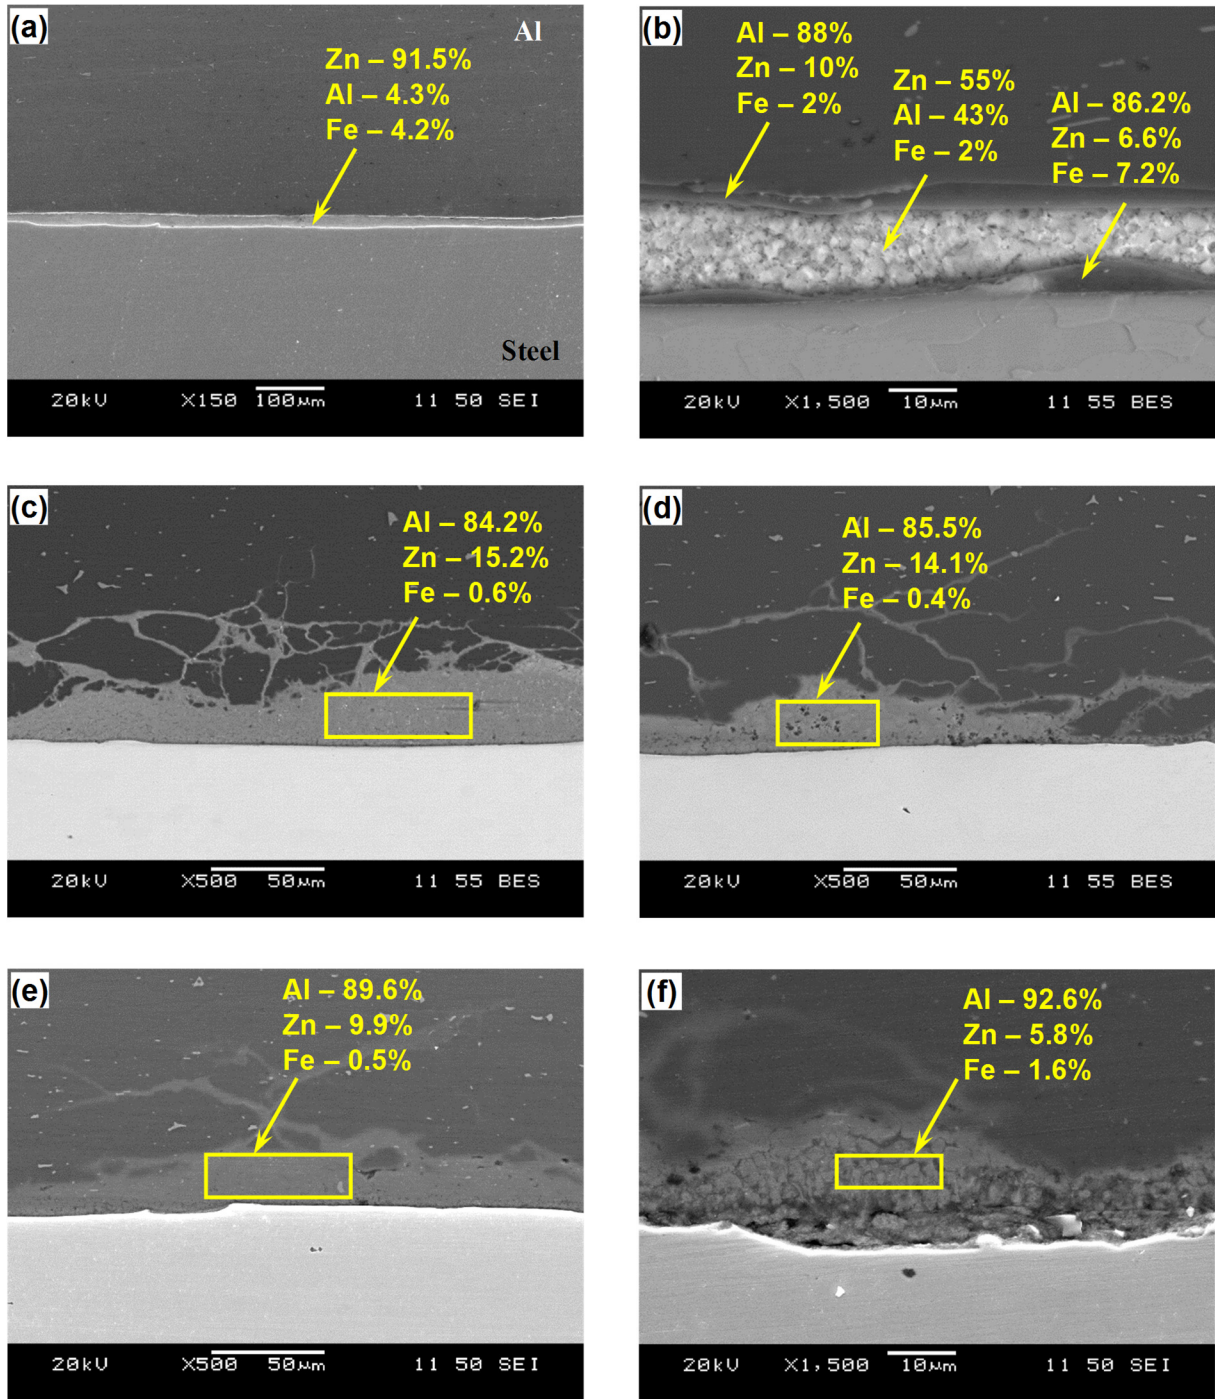 (a)
Al
Zn – 91.5%
Al – 4.3%
Fe – 4.2%
Steel
20kV X150 100µm 11 50 SEI
(b)
Al – 88%
Zn – 10%
Fe – 2%
Zn – 55%
Al – 43%
Fe – 2%
Al – 86.2%
Zn – 6.6%
Fe – 7.2%
20kV X1,500 10µm 11 55 BES
(c)
Al – 84.2%
Zn – 15.2%
Fe – 0.6%
20kV X500 50µm 11 55 BES
(d)
Al – 85.5%
Zn – 14.1%
Fe – 0.4%
20kV X500 50µm 11 55 BES
(e)
Al – 89.6%
Zn – 9.9%
Fe – 0.5%
20kV X500 50µm 11 50 SEI
(f)
Al – 92.6%
Zn – 5.8%
Fe – 1.6%
20kV X1,500 10µm 11 50 SEI